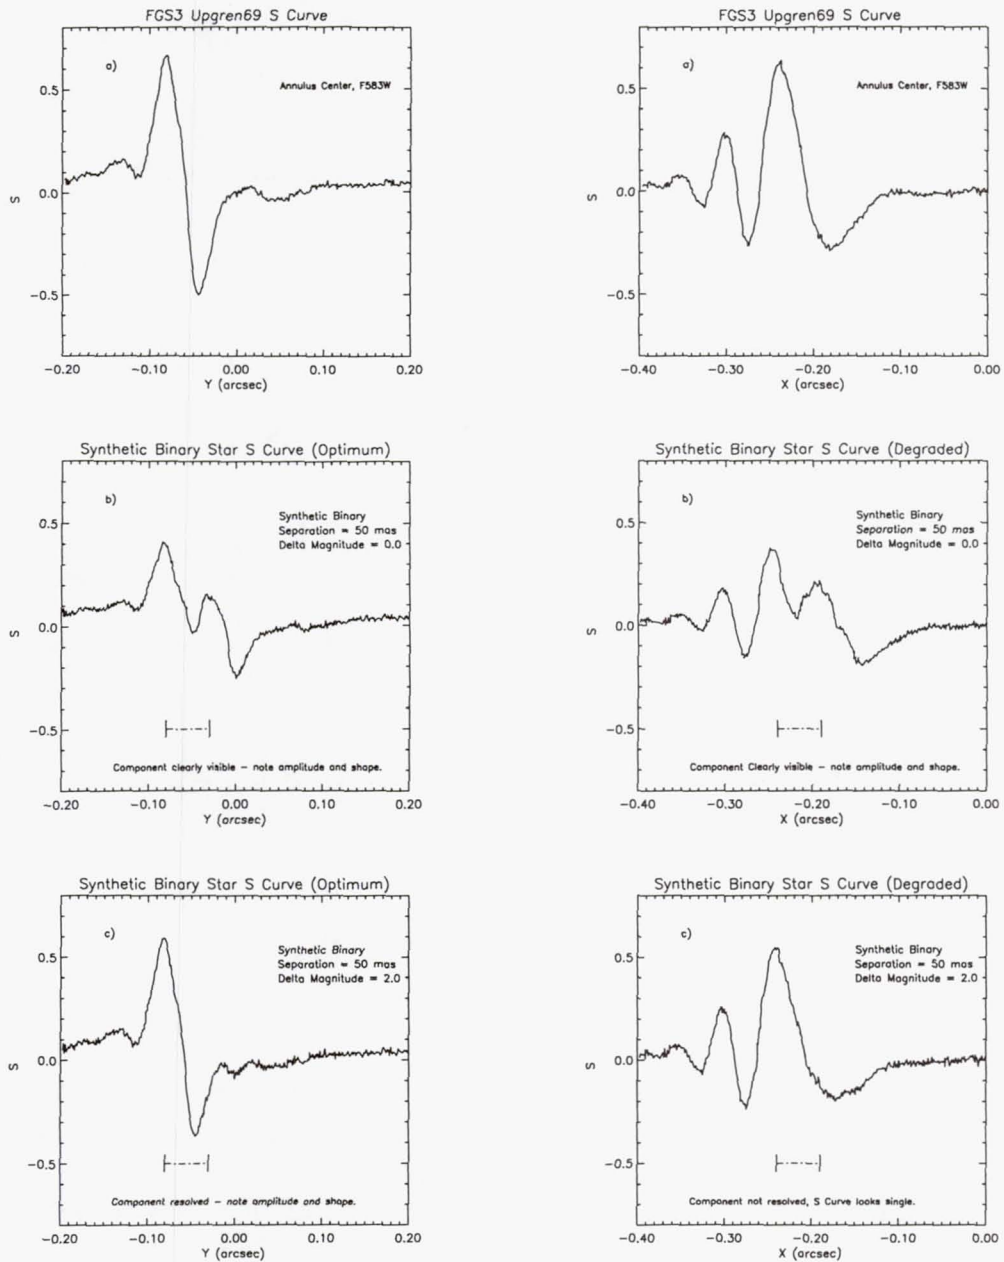 FGS3 Upgren69 S Curve
a)
Annulus Center, F583W
0.5
0.0
-0.5
S
-0.20 -0.10 0.00 0.10 0.20
Y (arcsec)
FGS3 Upgren69 S Curve
a)
Annulus Center, F583W
0.5
0.0
-0.5
S
-0.40 -0.30 -0.20 -0.10 0.00
X (arcsec)
Synthetic Binary Star S Curve (Optimum)
b)
Synthetic Binary
Separation = 50 mas
Delta Magnitude = 0.0
0.5
0.0
-0.5
S
Component clearly visible - note amplitude and shape.
-0.20 -0.10 0.00 0.10 0.20
Y (arcsec)
Synthetic Binary Star S Curve (Degraded)
b)
Synthetic Binary
Separation = 50 mas
Delta Magnitude = 0.0
0.5
0.0
-0.5
S
Component Clearly visible - note amplitude and shape.
-0.40 -0.30 -0.20 -0.10 0.00
X (arcsec)
Synthetic Binary Star S Curve (Optimum)
c)
Synthetic Binary
Separation = 50 mas
Delta Magnitude = 2.0
0.5
0.0
-0.5
S
Component resolved - note amplitude and shape.
-0.20 -0.10 0.00 0.10 0.20
Y (arcsec)
Synthetic Binary Star S Curve (Degraded)
c)
Synthetic Binary
Separation = 50 mas
Delta Magnitude = 2.0
0.5
0.0
-0.5
S
Component not resolved, S Curve looks single.
-0.40 -0.30 -0.20 -0.10 0.00
X (arcsec)